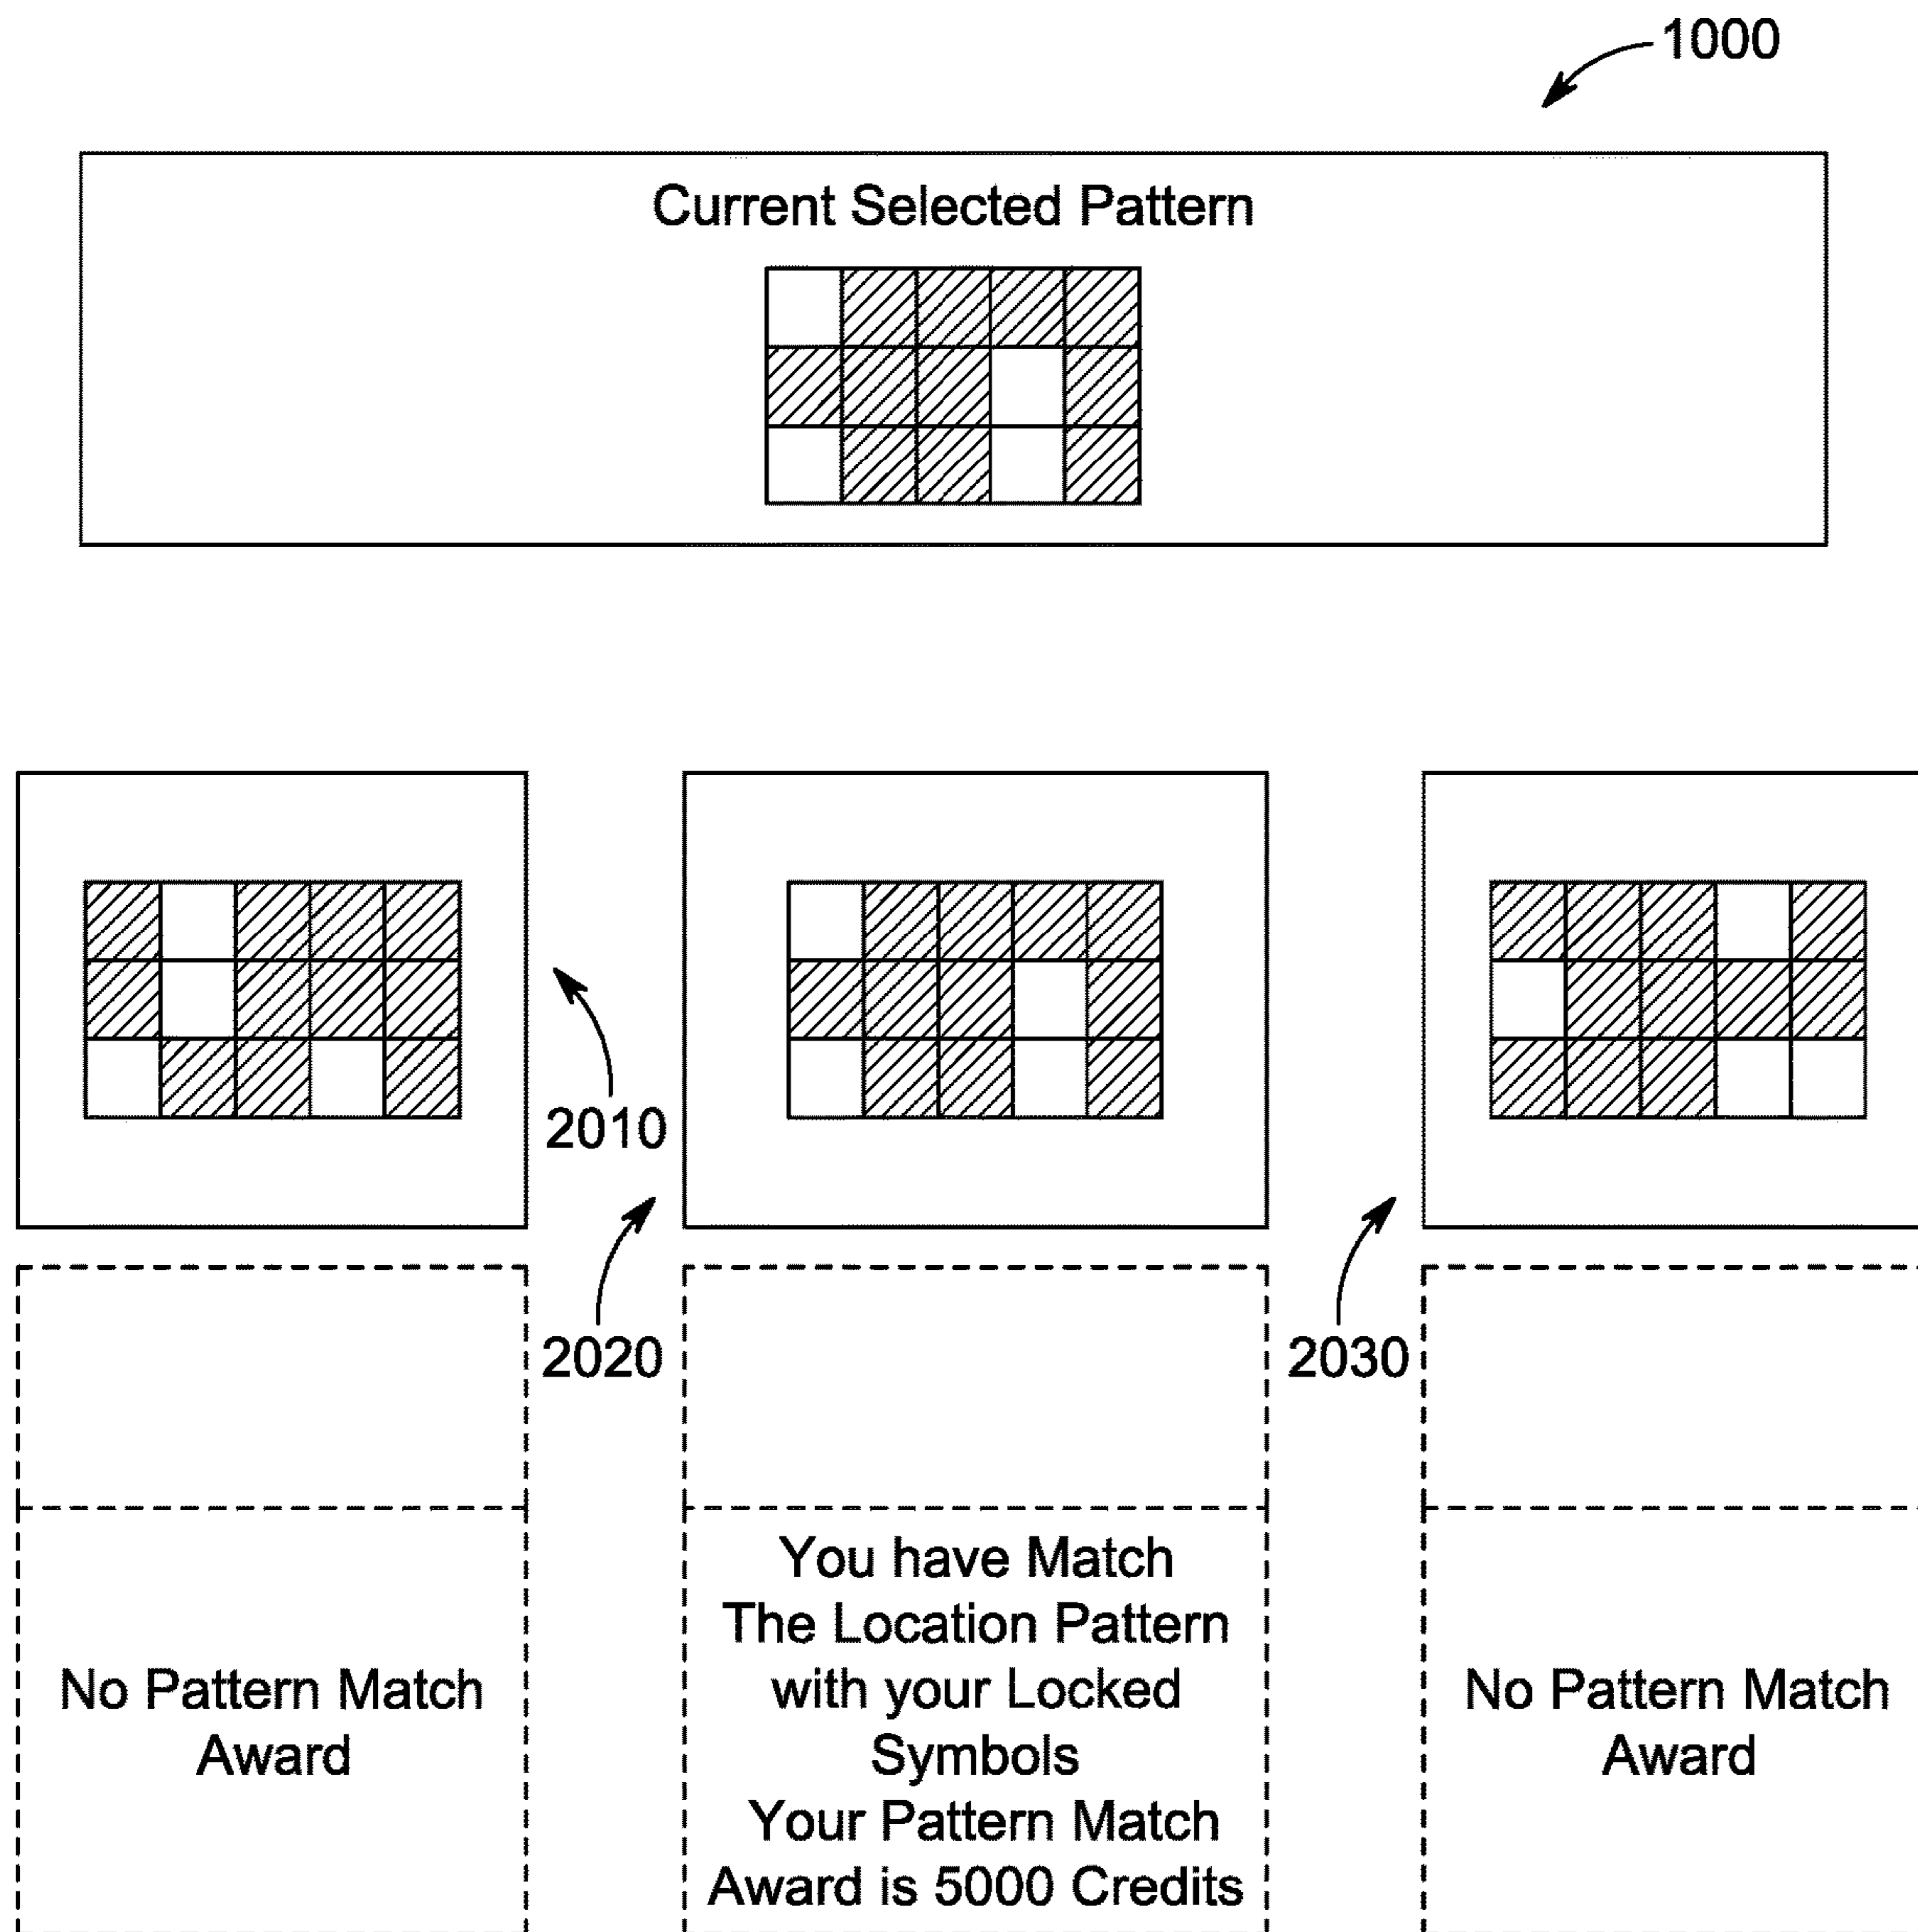 1000
Current Selected Pattern
2010
2020
2030
No Pattern Match
Award
You have Match
The Location Pattern
with your Locked
Symbols
Your Pattern Match
Award is 5000 Credits
No Pattern Match
Award